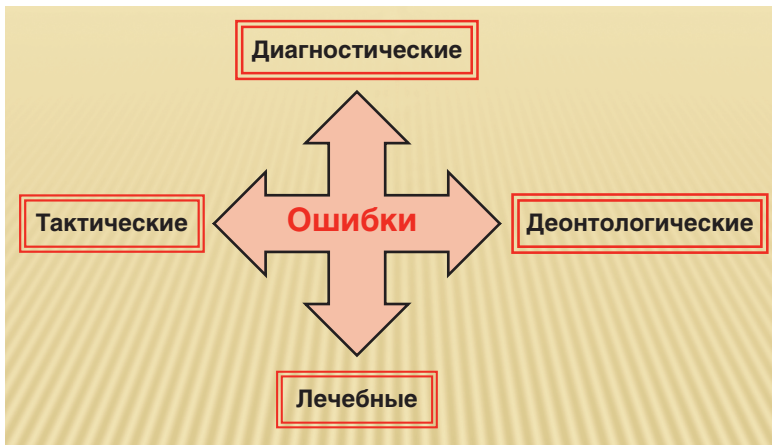 Диагностические
Тактические
Ошибки
Деонтологические
Лечебные